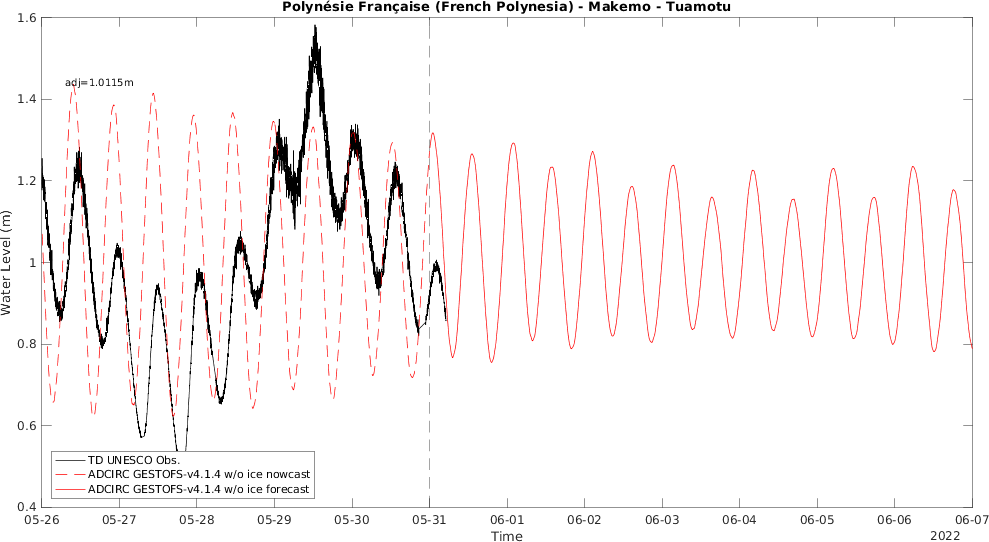 Polynésie Française (French Polynesia) - Makemo - Tuamotu
1.6
adj=1.0115m
1.4
1.2
1
0.8
0.6
0.4
Water Level (m)
TD UNESCO Obs.
ADCIRC GESTOFS-v4.1.4 w/o ice nowcast
ADCIRC GESTOFS-v4.1.4 w/o ice forecast
05-26 05-27 05-28 05-29 05-30 05-31 06-01 06-02 06-03 06-04 06-05 06-06 06-07
Time
2022